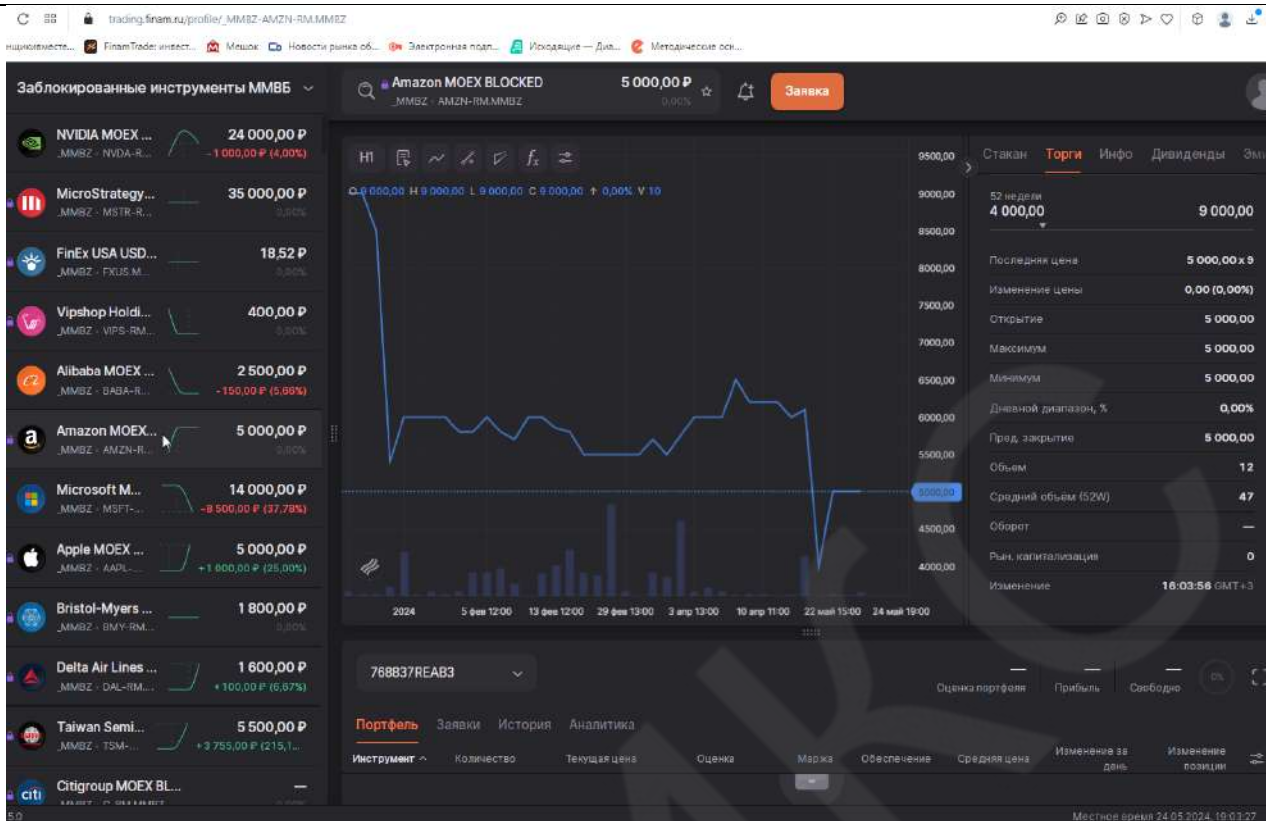 trading.finam.ru/profile/_MMBZ-AMZN-RM.MMBZ
FinamTrade: инвест... Мешок Новости рынка об... Электронная подп... Исходящие — Диа... Методические осн...
Заблокированные инструменты ММВБ
Amazon MOEX BLOCKED 5 000,00 ₽
_MMBZ · AMZN-RM.MMBZ 0,00%
Заявка
NVIDIA MOEX ... 24 000,00 ₽
_MMBZ · NVDA-R... -1 000,00 ₽ (4,00%)
MicroStrategy... 35 000,00 ₽
_MMBZ · MSTR-R... 0,00%
FinEx USA USD... 18,52 ₽
_MMBZ · FXUS.M... 0,00%
Vipshop Holdi... 400,00 ₽
_MMBZ · VIPS-RM... 0,00%
Alibaba MOEX ... 2 500,00 ₽
_MMBZ · BABA-R... -150,00 ₽ (5,66%)
Amazon MOEX... 5 000,00 ₽
_MMBZ · AMZN-R... 0,00%
Microsoft M... 14 000,00 ₽
_MMBZ · MSFT-... -8 500,00 ₽ (37,78%)
Apple MOEX ... 5 000,00 ₽
_MMBZ · AAPL-... +1 000,00 ₽ (25,00%)
Bristol-Myers ... 1 800,00 ₽
_MMBZ · BMY-RM... 0,00%
Delta Air Lines ... 1 600,00 ₽
_MMBZ · DAL-RM... +100,00 ₽ (6,67%)
Taiwan Semi... 5 500,00 ₽
_MMBZ · TSM-... +3 755,00 ₽ (215,1...
citi Citigroup MOEX BL... —
5.0
H1
O 9 000,00 H 9 000,00 L 9 000,00 C 9 000,00 0,00% V 10
9500,00
9000,00
8500,00
8000,00
7500,00
7000,00
6500,00
6000,00
5500,00
5000,00
4500,00
4000,00
2024 5 фев 12:00 13 фев 12:00 29 фев 13:00 3 апр 13:00 10 апр 11:00 22 май 15:00 24 май 19:00
Стакан Торги Инфо Дивиденды Эми
52 недели
4 000,00 9 000,00
Последняя цена 5 000,00 x 9
Изменение цены 0,00 (0,00%)
Открытие 5 000,00
Максимум 5 000,00
Минимум 5 000,00
Дневной диапазон, % 0,00%
Пред. закрытие 5 000,00
Объем 12
Средний объём (52W) 47
Оборот —
Рын. капитализация 0
Изменение 16:03:56 GMT+3
768837REAB3
Оценка портфеля Прибыль Свободно 0%
Портфель Заявки История Аналитика
Инструмент Количество Текущая цена Оценка Маржа Обеспечение Средняя цена Изменение за день Изменение позиции
Местное время 24.05.2024, 19:03:27